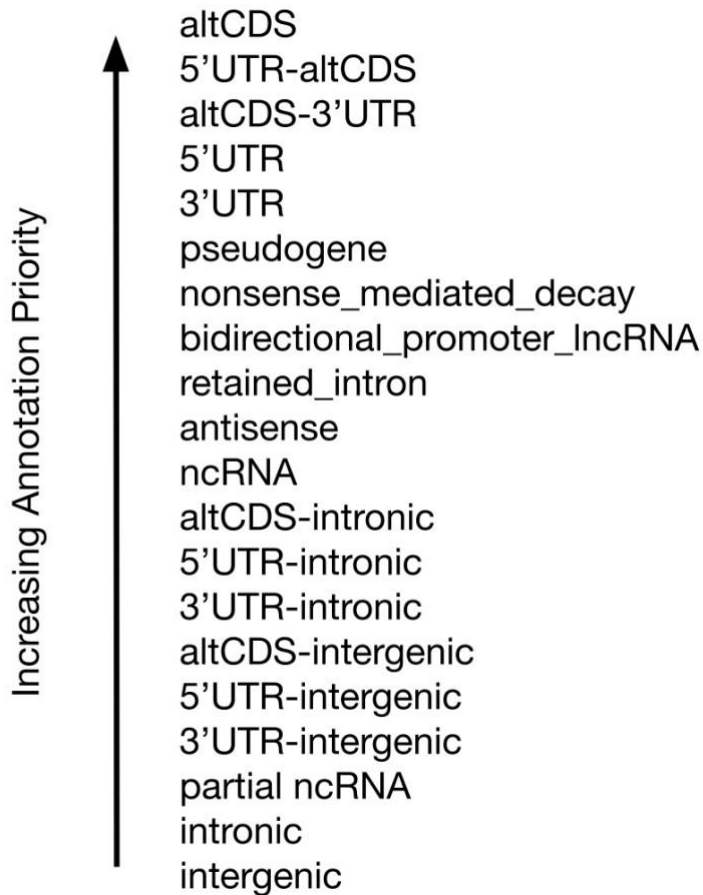 Increasing Annotation Priority
altCDS
5’UTR-altCDS
altCDS-3’UTR
5’UTR
3’UTR
pseudogene
nonsense_mediated_decay
bidirectional_promoter_lncRNA
retained_intron
antisense
ncRNA
altCDS-intronic
5’UTR-intronic
3’UTR-intronic
altCDS-intergenic
5’UTR-intergenic
3’UTR-intergenic
partial ncRNA
intronic
intergenic